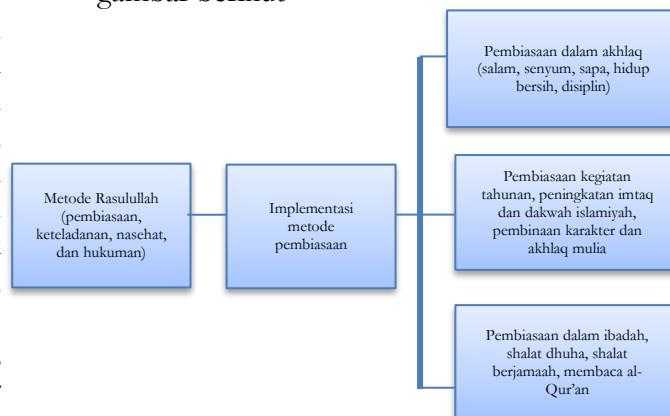 gambar berikut
Pembiasaan dalam akhlaq
(salam, senyum, sapa, hidup
bersih, disiplin)
Metode Rasulullah
(pembiasaan,
keteladanan, nasehat,
dan hukuman)
Implementasi
metode
pembiasaan
Pembiasaan kegiatan
tahunan, peningkatan imtaq
dan dakwah islamiyah,
pembinaan karakter dan
akhlaq mulia
Pembiasaan dalam ibadah,
shalat dhuha, shalat
berjamaah, membaca al-
Qur’an